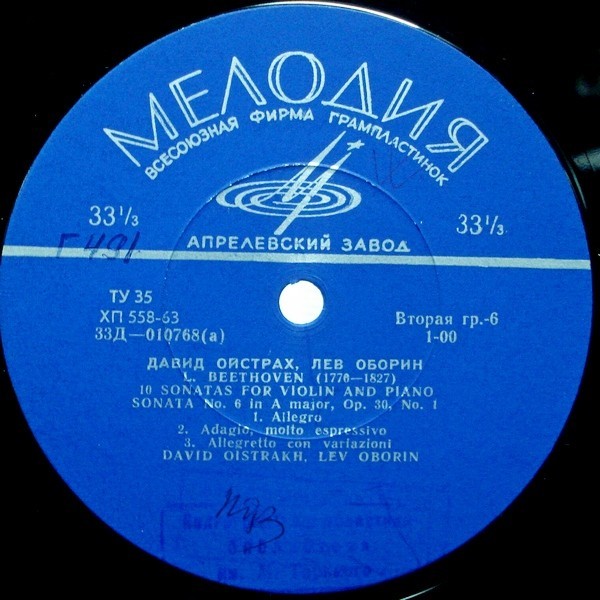 МЕЛОДИЯ
ВСЕСОЮЗНАЯ ФИРМА ГРАМПЛАСТИНОК
33⅓
33⅓
АПРЕЛЕВСКИЙ ЗАВОД
Г 491
ТУ 35
ХП 558-63
33Д—010768(а)
Вторая гр.-6
1-00
ДАВИД ОЙСТРАХ, ЛЕВ ОБОРИН
L. BEETHOVEN (1770—1827)
10 SONATAS FOR VIOLIN AND PIANO
SONATA No. 6 in A major, Op. 30, No. 1
1. Allegro
2. Adagio, molto espressivo
3. Allegretto con variazioni
DAVID OISTRAKH, LEV OBORIN